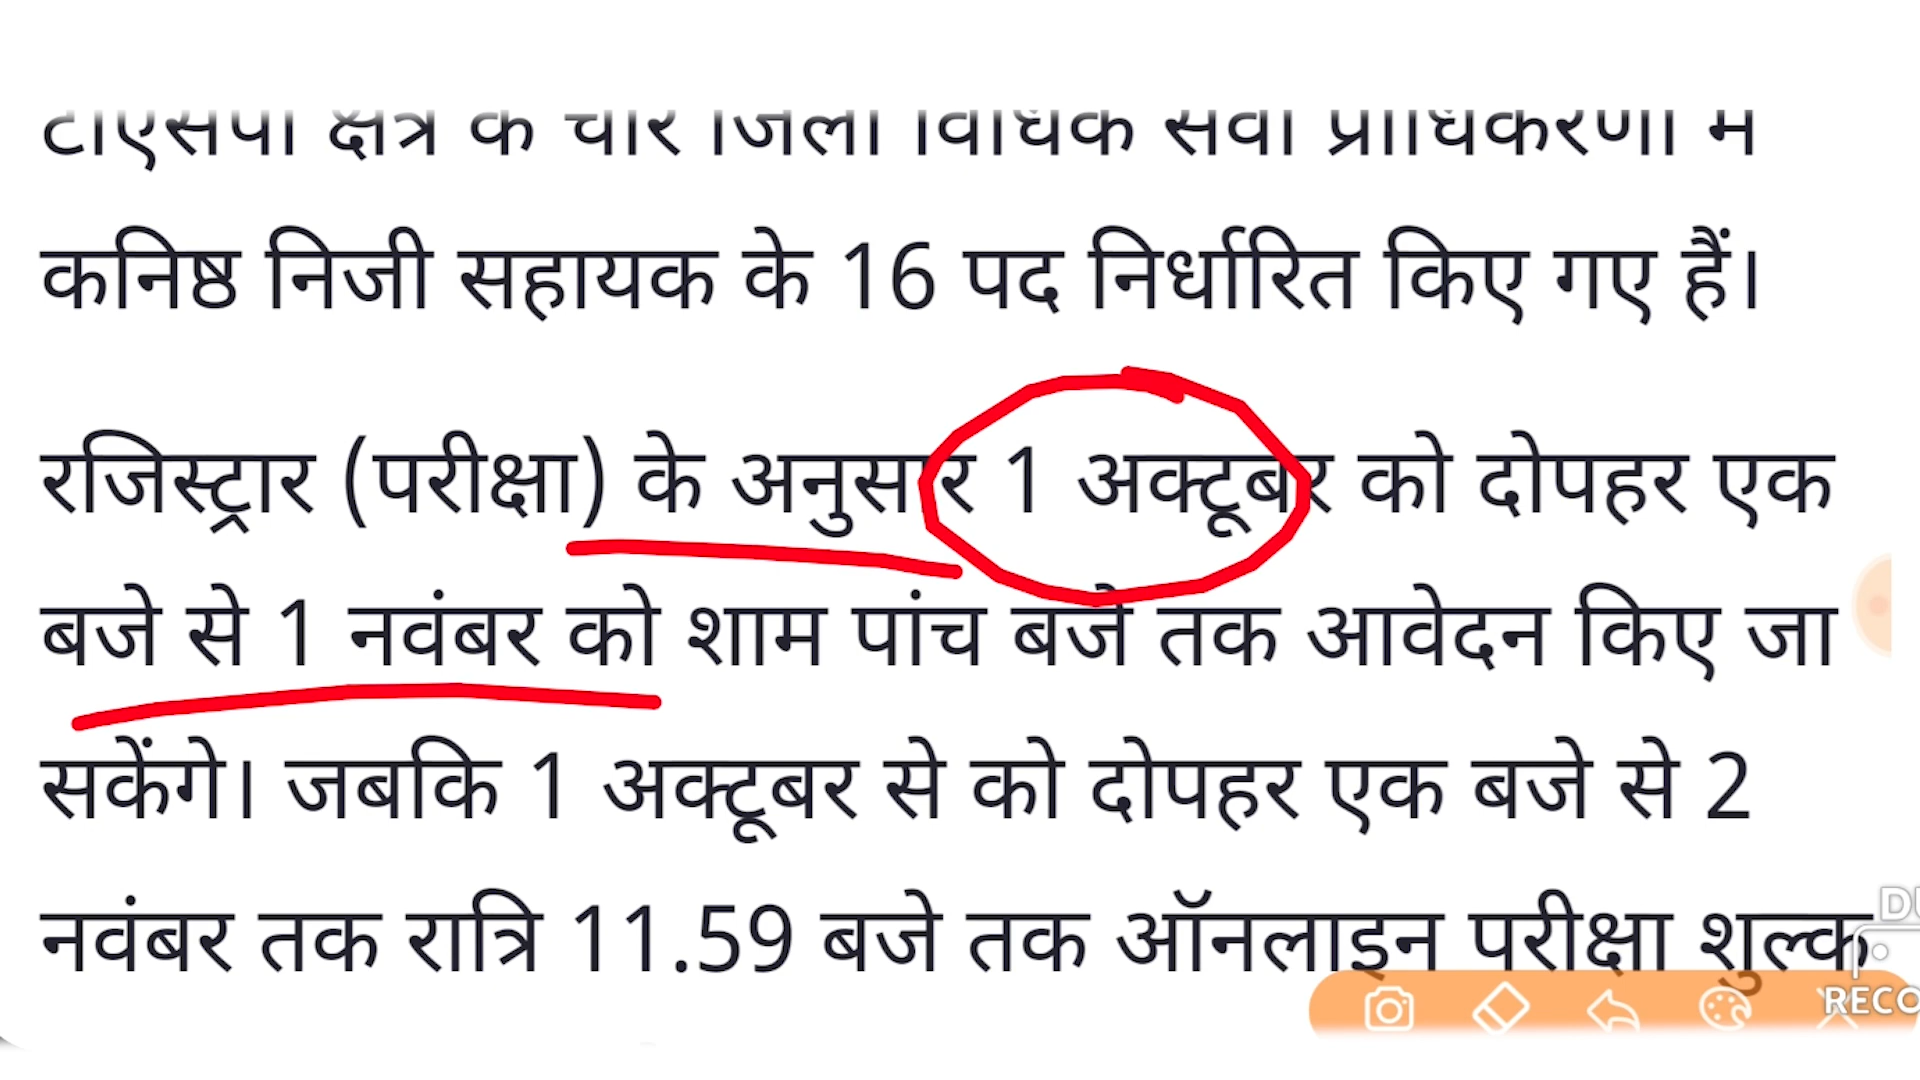 टीएसपी क्षेत्र के चार जिला विधिक सेवा प्राधिकरणों में
कनिष्ठ निजी सहायक के 16 पद निर्धारित किए गए हैं।
रजिस्ट्रार (परीक्षा) के अनुसार 1 अक्टूबर को दोपहर एक
बजे से 1 नवंबर को शाम पांच बजे तक आवेदन किए जा
सकेंगे। जबकि 1 अक्टूबर से को दोपहर एक बजे से 2
नवंबर तक रात्रि 11.59 बजे तक ऑनलाइन परीक्षा शुल्क